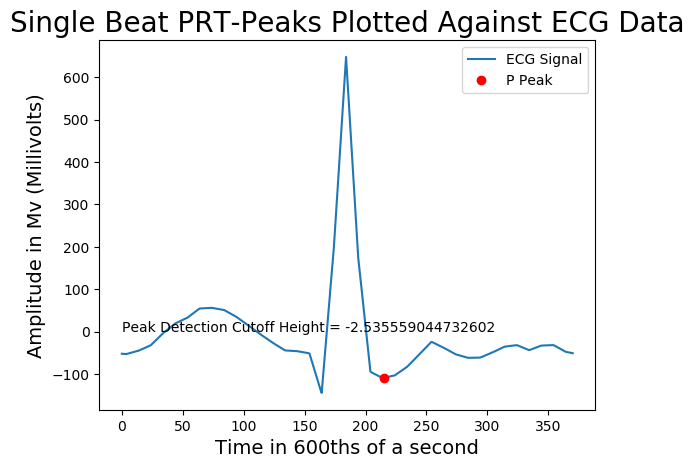 Single Beat PRT-Peaks Plotted Against ECG Data
ECG Signal
P Peak
Amplitude in Mv (Millivolts)
600
500
400
300
200
100
0
−100
Peak Detection Cutoff Height = -2.535559044732602
0 50 100 150 200 250 300 350
Time in 600ths of a second